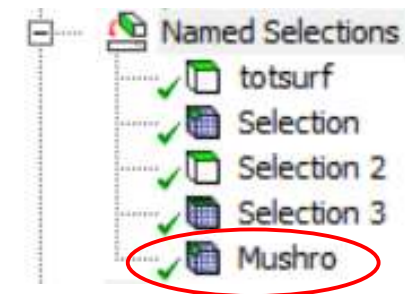 Named Selections
totsurf
Selection
Selection 2
Selection 3
Mushro